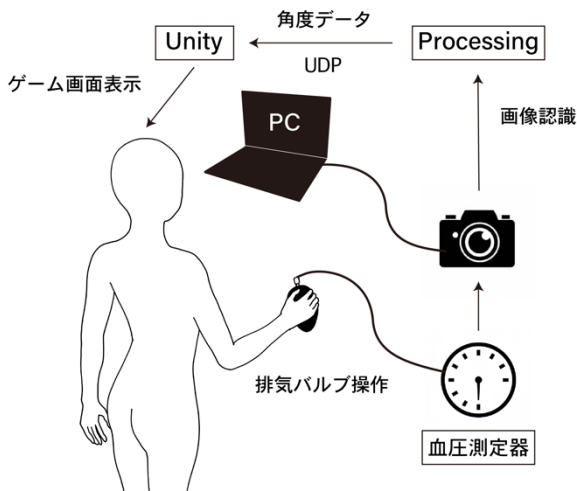 角度データ
Unity
Processing
UDP
ゲーム画面表示
PC
画像認識
排気バルブ操作
血圧測定器